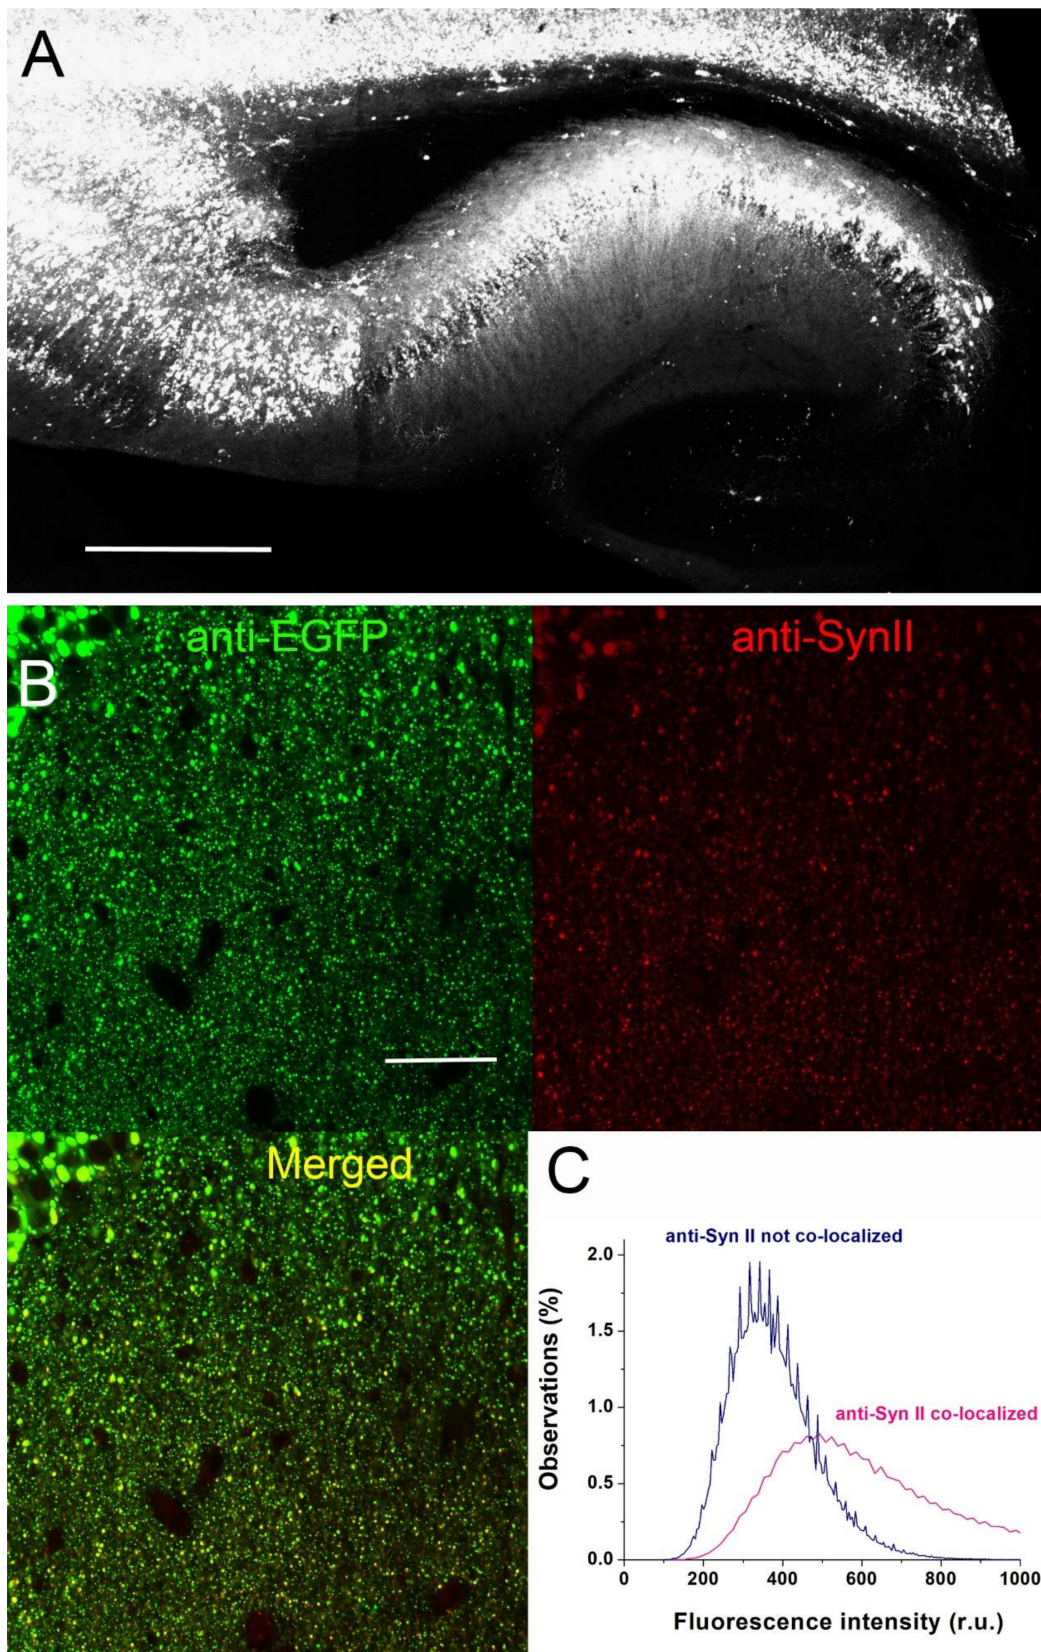 A
anti-EGFP
anti-SynII
B
Merged
C
anti-Syn II not co-localized
2.0
1.5
1.0
0.5
0.0
anti-Syn II co-localized
Observations (%)
0
200
400
600
800
1000
Fluorescence intensity (r.u.)